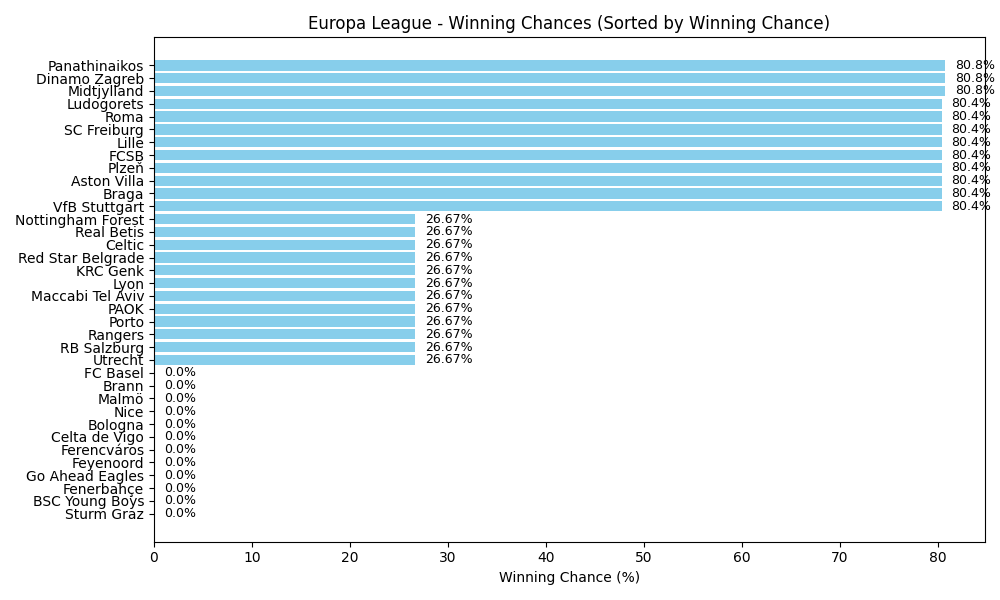 Europa League - Winning Chances (Sorted by Winning Chance)
Panathinaikos 80.8%
Dinamo Zagreb 80.8%
Midtjylland 80.8%
Ludogorets 80.4%
Roma 80.4%
SC Freiburg 80.4%
Lille 80.4%
FCSB 80.4%
Plzeň 80.4%
Aston Villa 80.4%
Braga 80.4%
VfB Stuttgart 80.4%
Nottingham Forest 26.67%
Real Betis 26.67%
Celtic 26.67%
Red Star Belgrade 26.67%
KRC Genk 26.67%
Lyon 26.67%
Maccabi Tel Aviv 26.67%
PAOK 26.67%
Porto 26.67%
Rangers 26.67%
RB Salzburg 26.67%
Utrecht 26.67%
FC Basel 0.0%
Brann 0.0%
Malmö 0.0%
Nice 0.0%
Bologna 0.0%
Celta de Vigo 0.0%
Ferencváros 0.0%
Feyenoord 0.0%
Go Ahead Eagles 0.0%
Fenerbahçe 0.0%
BSC Young Boys 0.0%
Sturm Graz 0.0%
0 10 20 30 40 50 60 70 80
Winning Chance (%)